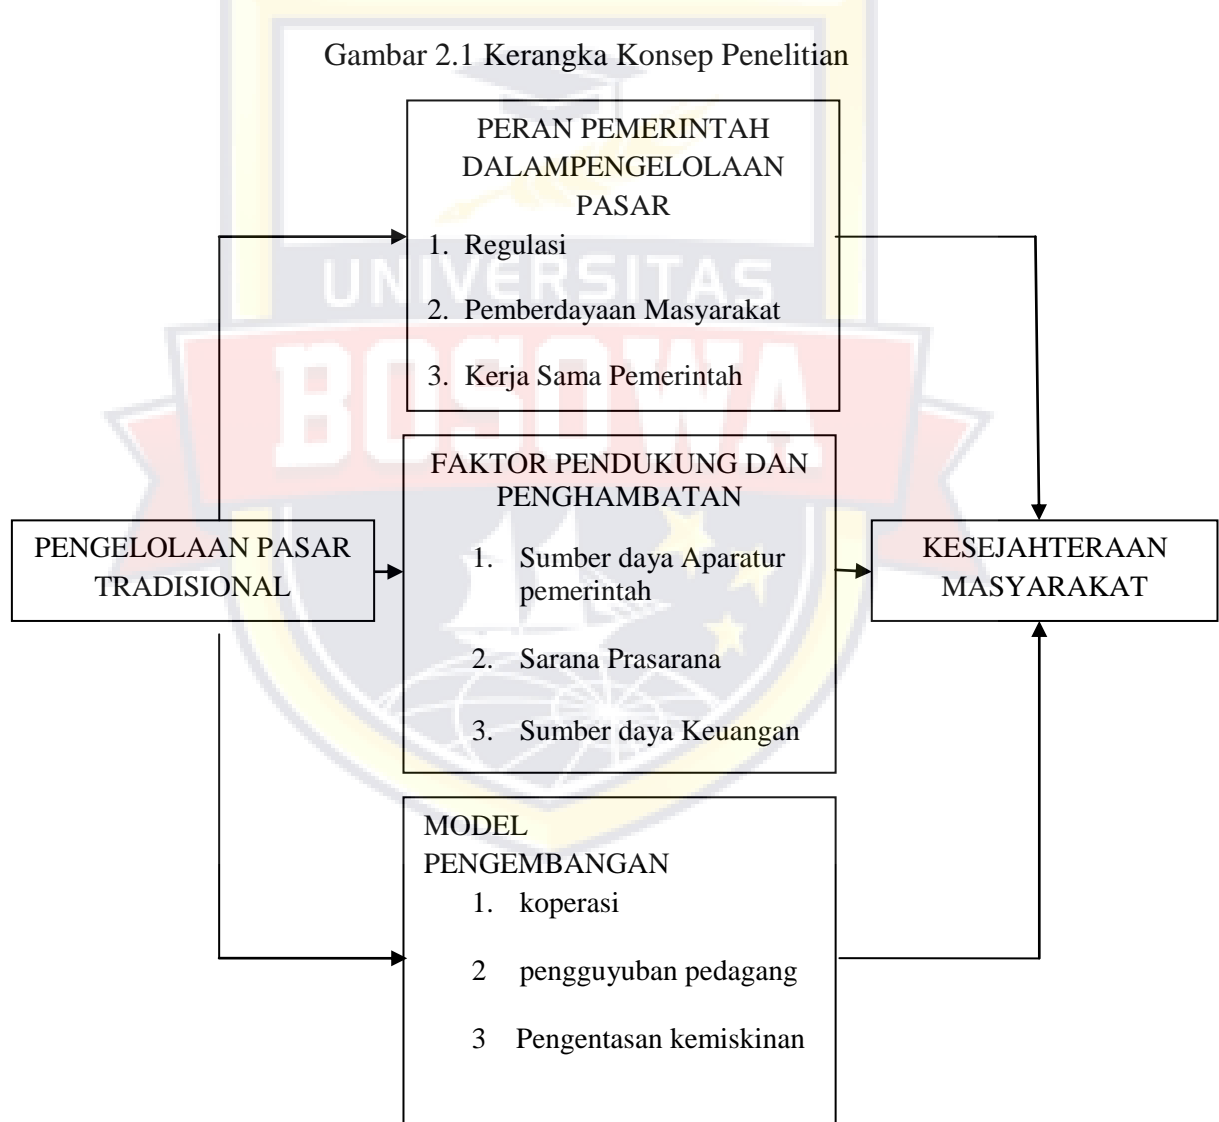 Gambar 2.1 Kerangka Konsep Penelitian
PERAN PEMERINTAH
DALAMPENGELOLAAN
PASAR
1. Regulasi
2. Pemberdayaan Masyarakat
3. Kerja Sama Pemerintah
UNIVERSITAS
BOSOWA
FAKTOR PENDUKUNG DAN
PENGHAMBATAN
1. Sumber daya Aparatur
pemerintah
2. Sarana Prasarana
3. Sumber daya Keuangan
PENGELOLAAN PASAR
TRADISIONAL
KESEJAHTERAAN
MASYARAKAT
MODEL
PENGEMBANGAN
1. koperasi
2 pengguyuban pedagang
3 Pengentasan kemiskinan